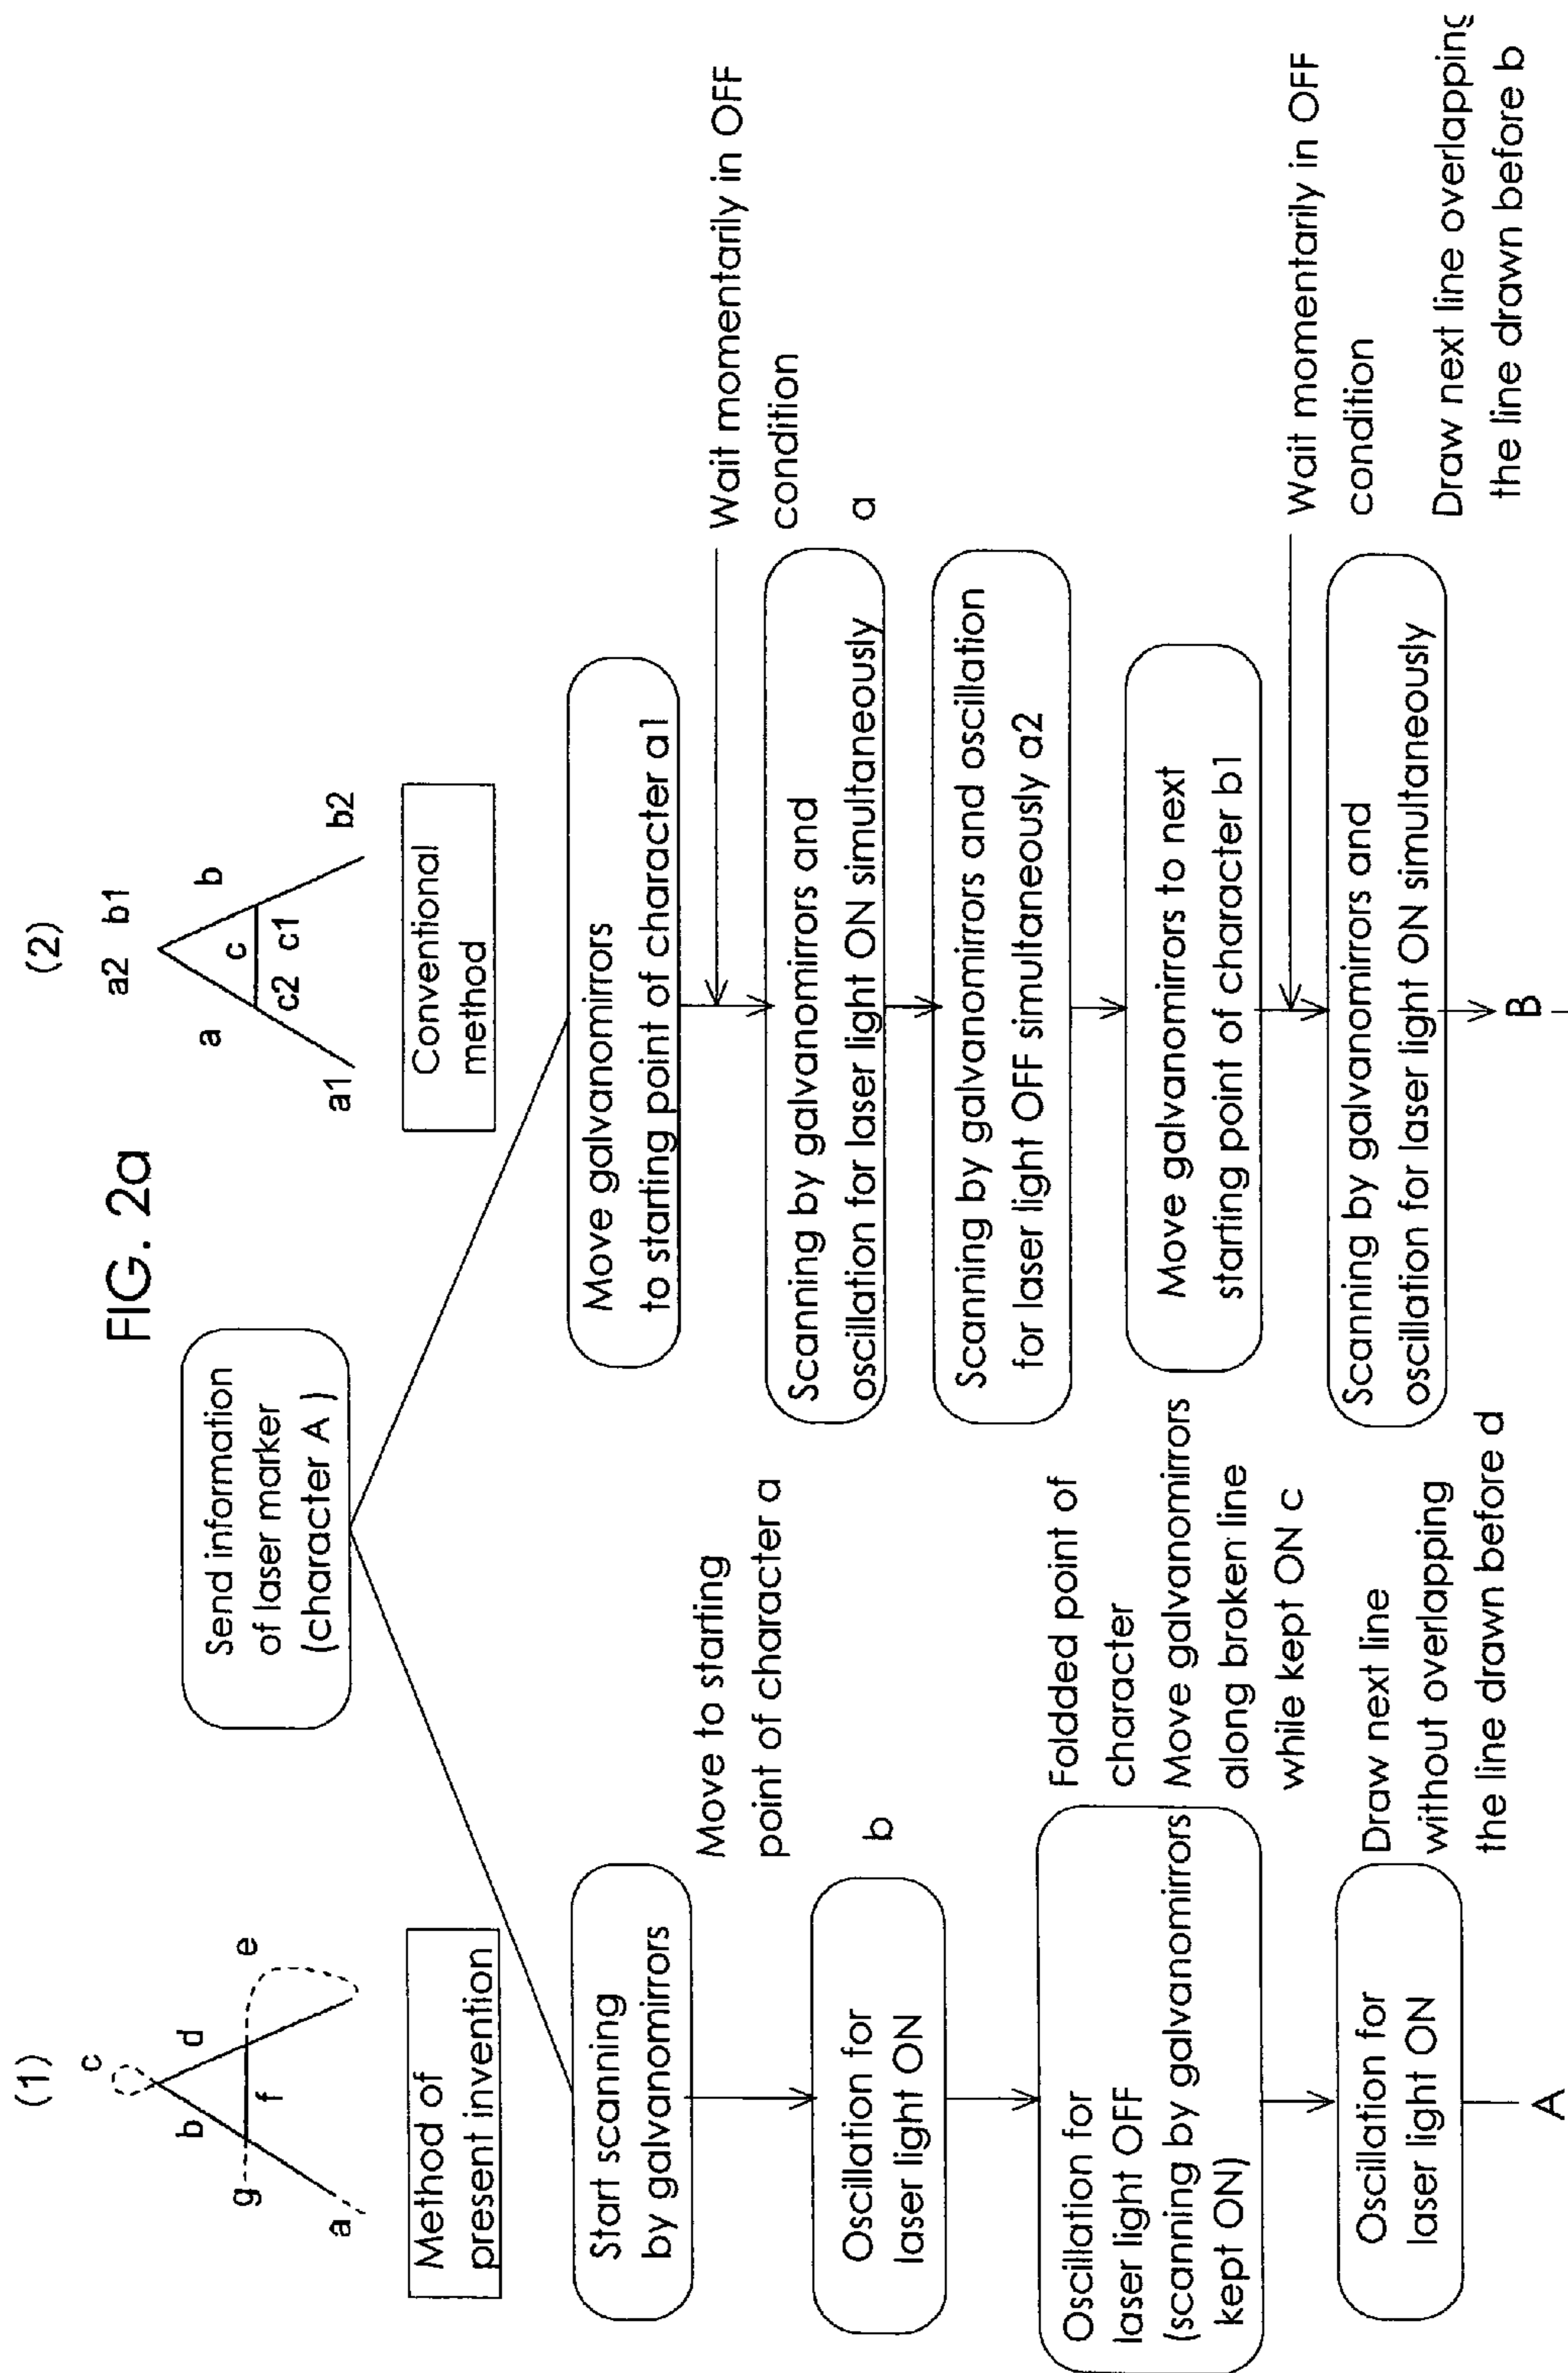 FIG. 2a
Send information
of laser marker
(character A )
(1)
c
b
d
e
g
f
a
Method of
present invention
Start scanning
by galvanomirrors
Move to starting
point of character a
Oscillation for
laser light ON
b
Oscillation for
laser light OFF
(scanning by galvanomirrors
kept ON)
Foldded point of
character
Move galvanomirrors
along broken line
while kept ON c
Oscillation for
laser light ON
Draw next line
without overlapping
the line drawn before d
A
(2)
a2 b1
a
b
c
c2 c1
a1
b2
Conventional
method
Move galvanomirrors
to starting point of character a1
Wait momentarily in OFF
condition
Scanning by galvanomirrors and
oscillation for laser light ON simultaneously
a
Scanning by galvanomirrors and oscillation
for laser light OFF simultaneously a2
Move galvanomirrors to next
starting point of character b1
Wait momentarily in OFF
condition
Scanning by galvanomirrors and
oscillation for laser light ON simultaneously
Draw next line overlapping
the line drawn before b
B